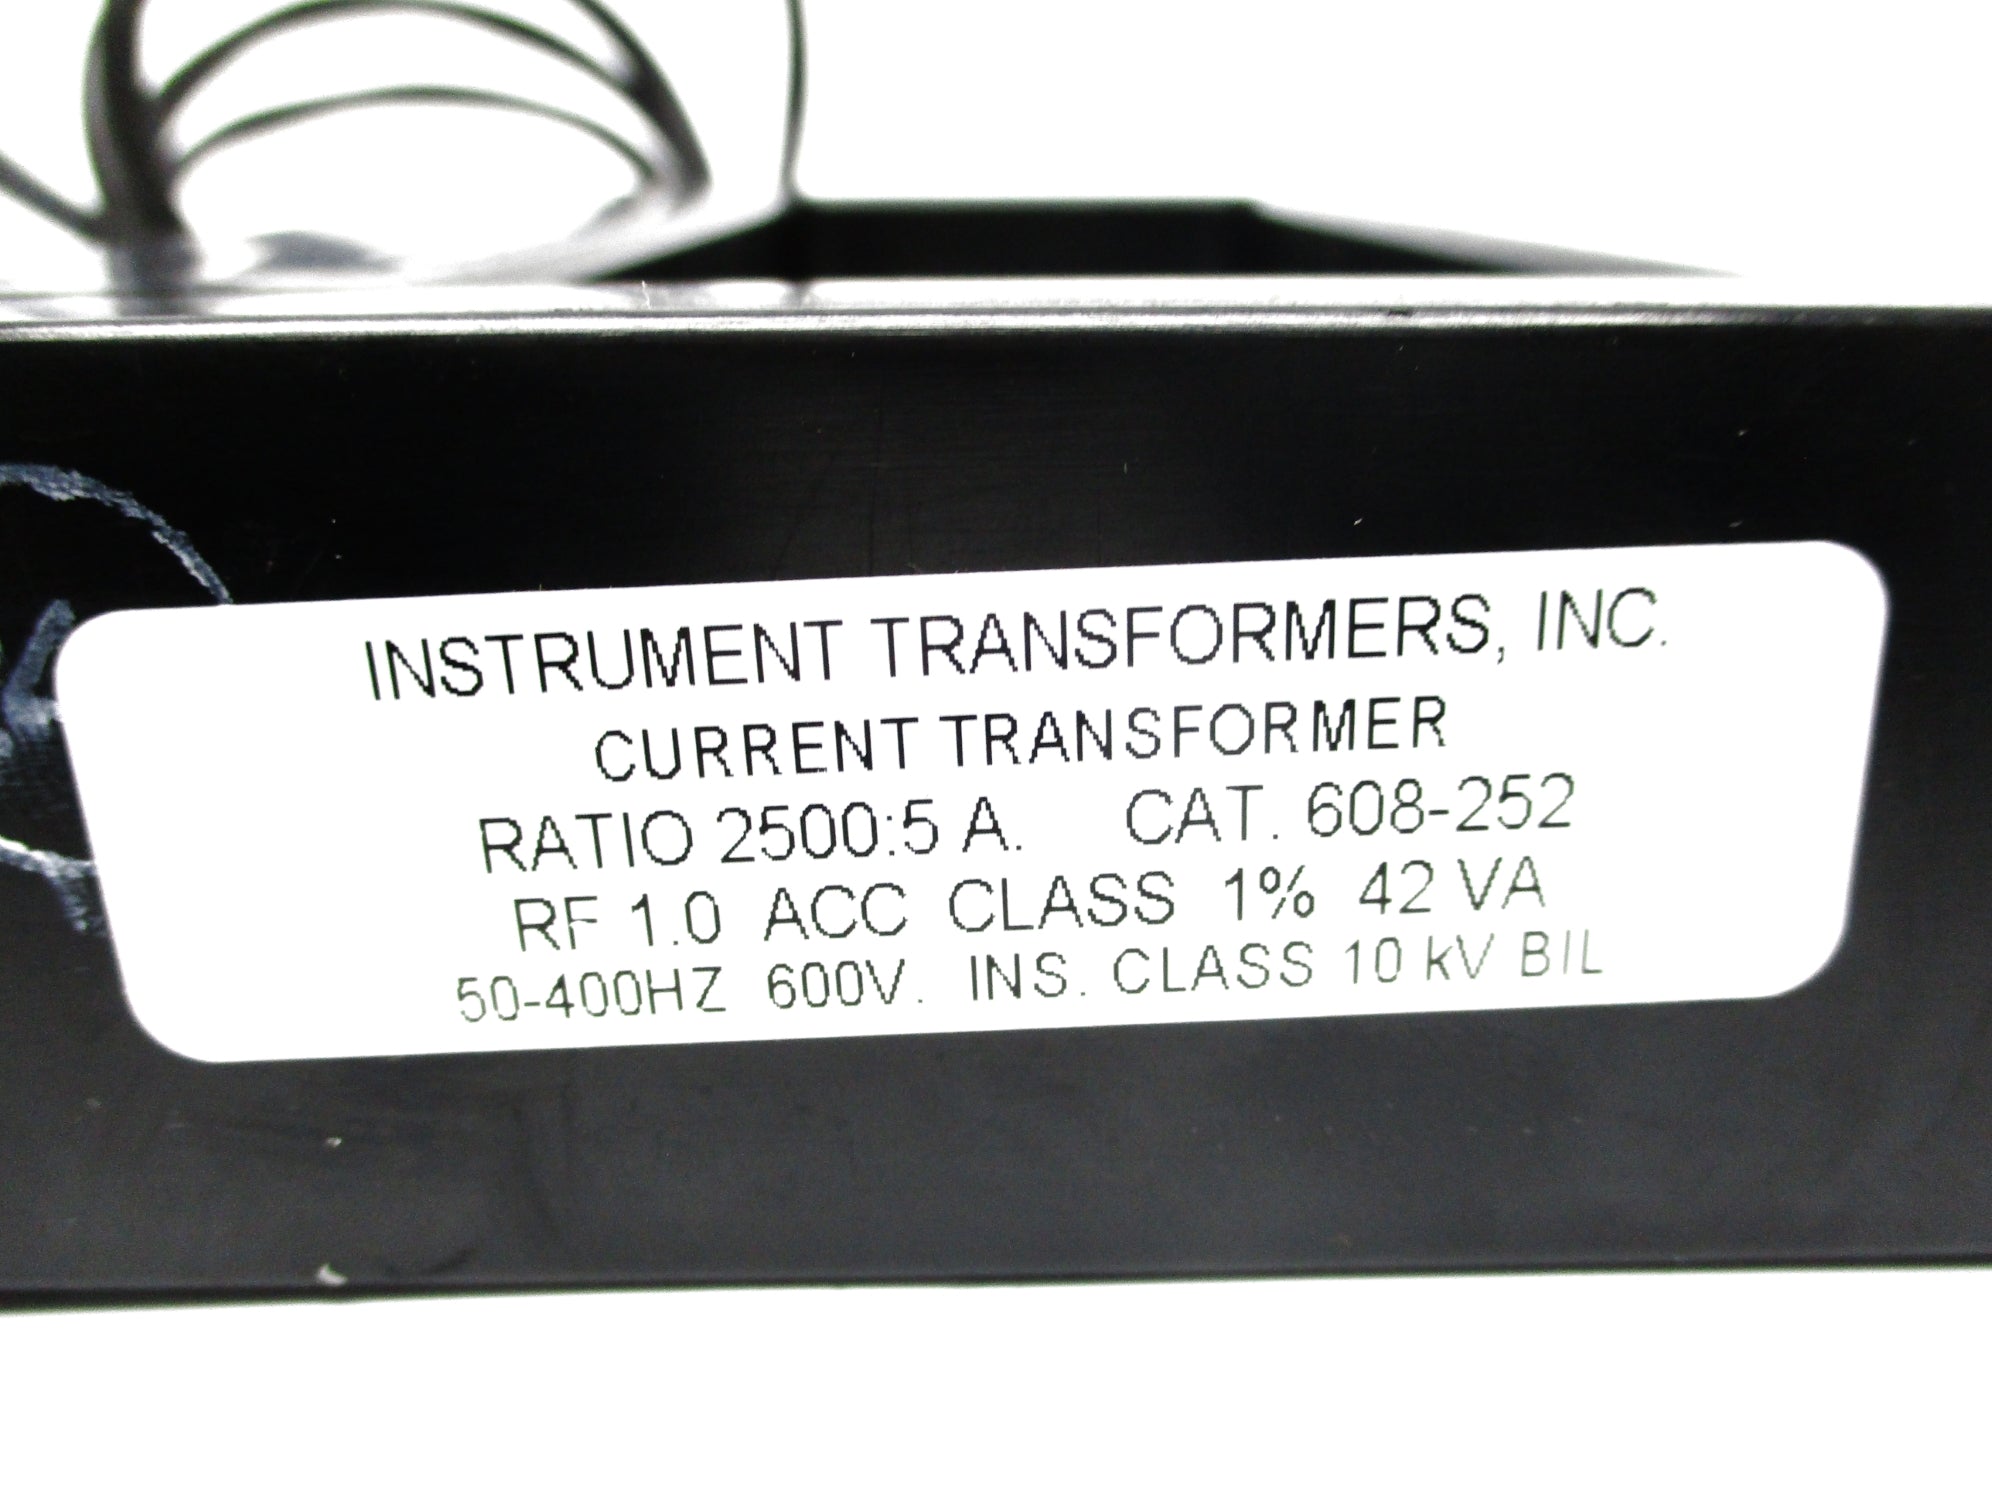 INSTRUMENT TRANSFORMERS, INC.
CURRENT TRANSFORMER
RATIO 2500:5 A. CAT. 608-252
RF 1.0 ACC CLASS 1% 42 VA
50-400HZ 600V. INS. CLASS 10 kV BIL